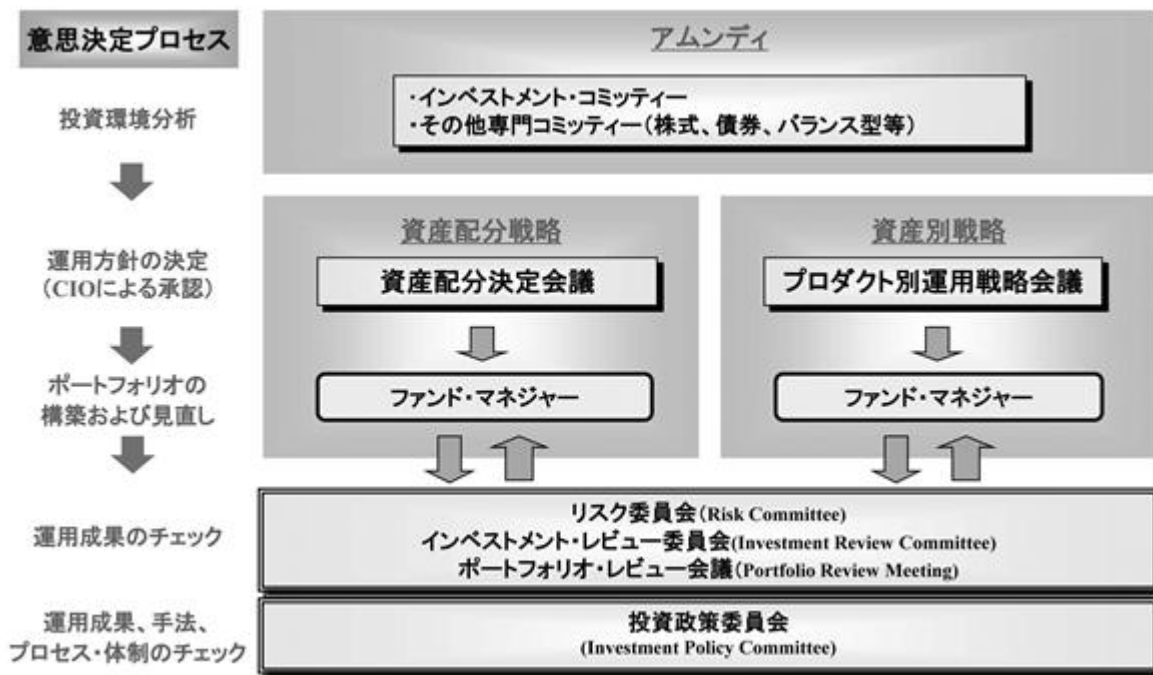 意思決定プロセス
アムンディ
投資環境分析
・インベストメント・コミッティー
・その他専門コミッティー（株式、債券、バランス型等）
資産配分戦略
資産別戦略
運用方針の決定
（CIOによる承認）
資産配分決定会議
プロダクト別運用戦略会議
ポートフォリオの
構築および見直し
ファンド・マネジャー
ファンド・マネジャー
運用成果のチェック
リスク委員会（Risk Committee）
インベストメント・レビュー委員会(Investment Review Committee)
ポートフォリオ・レビュー会議（Portfolio Review Meeting）
運用成果、手法、
プロセス・体制のチェック
投資政策委員会
(Investment Policy Committee)